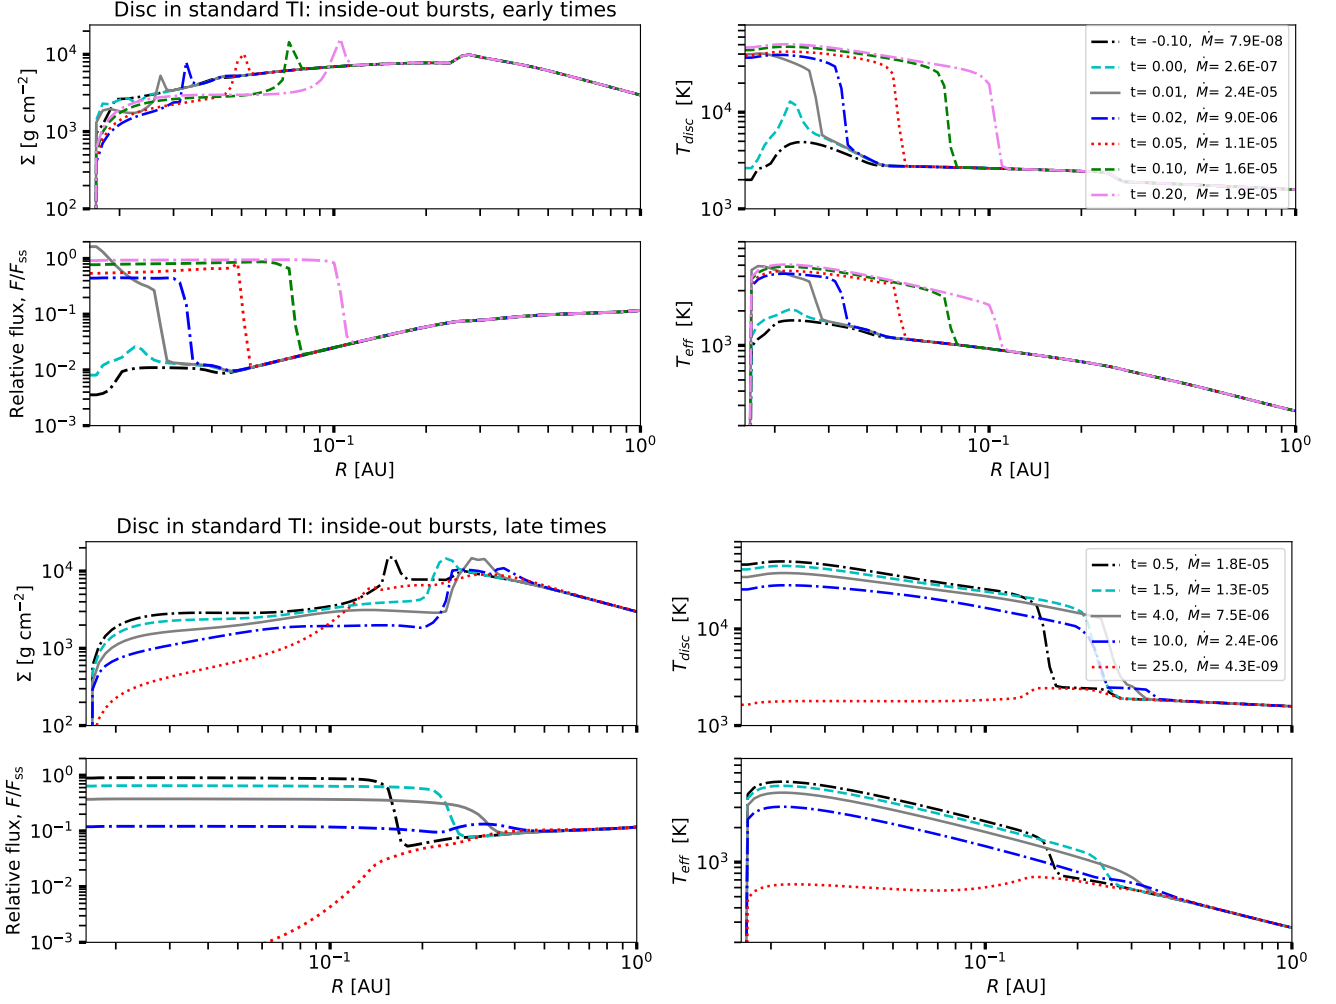 Disc in standard TI: inside-out bursts, early times
Σ [g cm⁻²]
10⁴
10³
10²
T_disc [K]
10⁴
10³
t= -0.10, Ṁ= 7.9E-08
t= 0.00, Ṁ= 2.6E-07
t= 0.01, Ṁ= 2.4E-05
t= 0.02, Ṁ= 9.0E-06
t= 0.05, Ṁ= 1.1E-05
t= 0.10, Ṁ= 1.6E-05
t= 0.20, Ṁ= 1.9E-05
Relative flux, F/F_ss
10⁰
10⁻¹
10⁻²
10⁻³
10⁻¹
10⁰
R [AU]
T_eff [K]
10³
10⁻¹
10⁰
R [AU]
Disc in standard TI: inside-out bursts, late times
Σ [g cm⁻²]
10⁴
10³
10²
T_disc [K]
10⁴
10³
t= 0.5, Ṁ= 1.8E-05
t= 1.5, Ṁ= 1.3E-05
t= 4.0, Ṁ= 7.5E-06
t= 10.0, Ṁ= 2.4E-06
t= 25.0, Ṁ= 4.3E-09
Relative flux, F/F_ss
10⁰
10⁻¹
10⁻²
10⁻³
10⁻¹
10⁰
R [AU]
T_eff [K]
10³
10⁻¹
10⁰
R [AU]